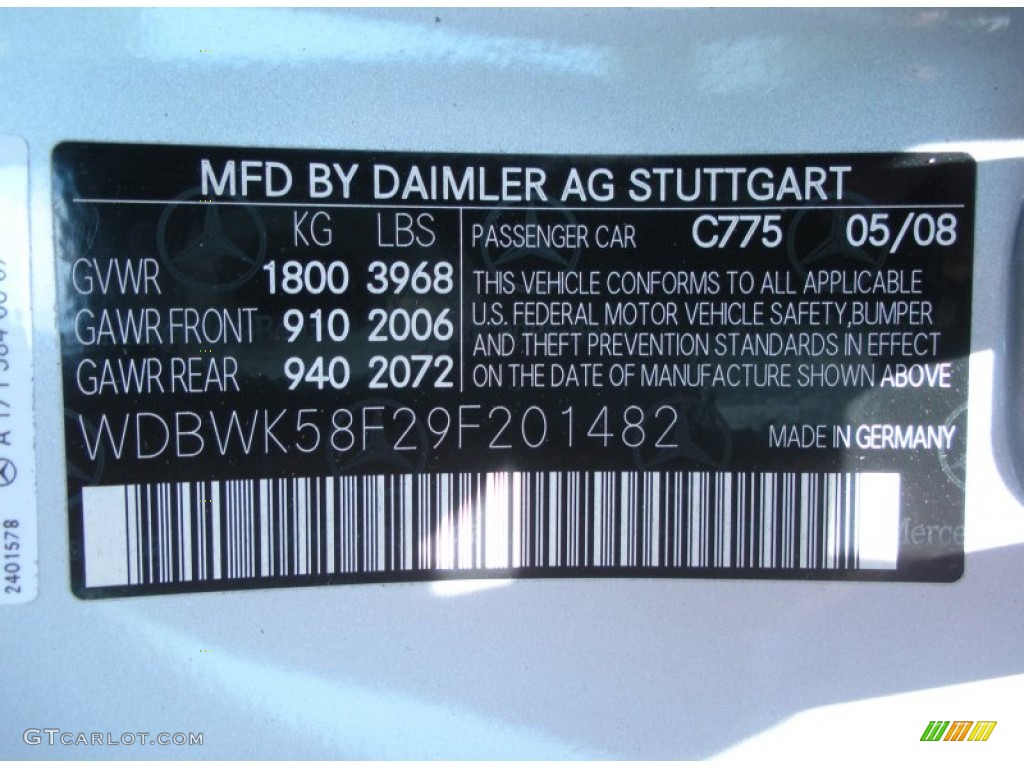 MFD BY DAIMLER AG STUTTGART
KG LBS
GVWR 1800 3968
GAWR FRONT 910 2006
GAWR REAR 940 2072
PASSENGER CAR C775 05/08
THIS VEHICLE CONFORMS TO ALL APPLICABLE
U.S. FEDERAL MOTOR VEHICLE SAFETY, BUMPER
AND THEFT PREVENTION STANDARDS IN EFFECT
ON THE DATE OF MANUFACTURE SHOWN ABOVE
WDBWK58F29F201482
MADE IN GERMANY
2401578
GTCARLOT.COM